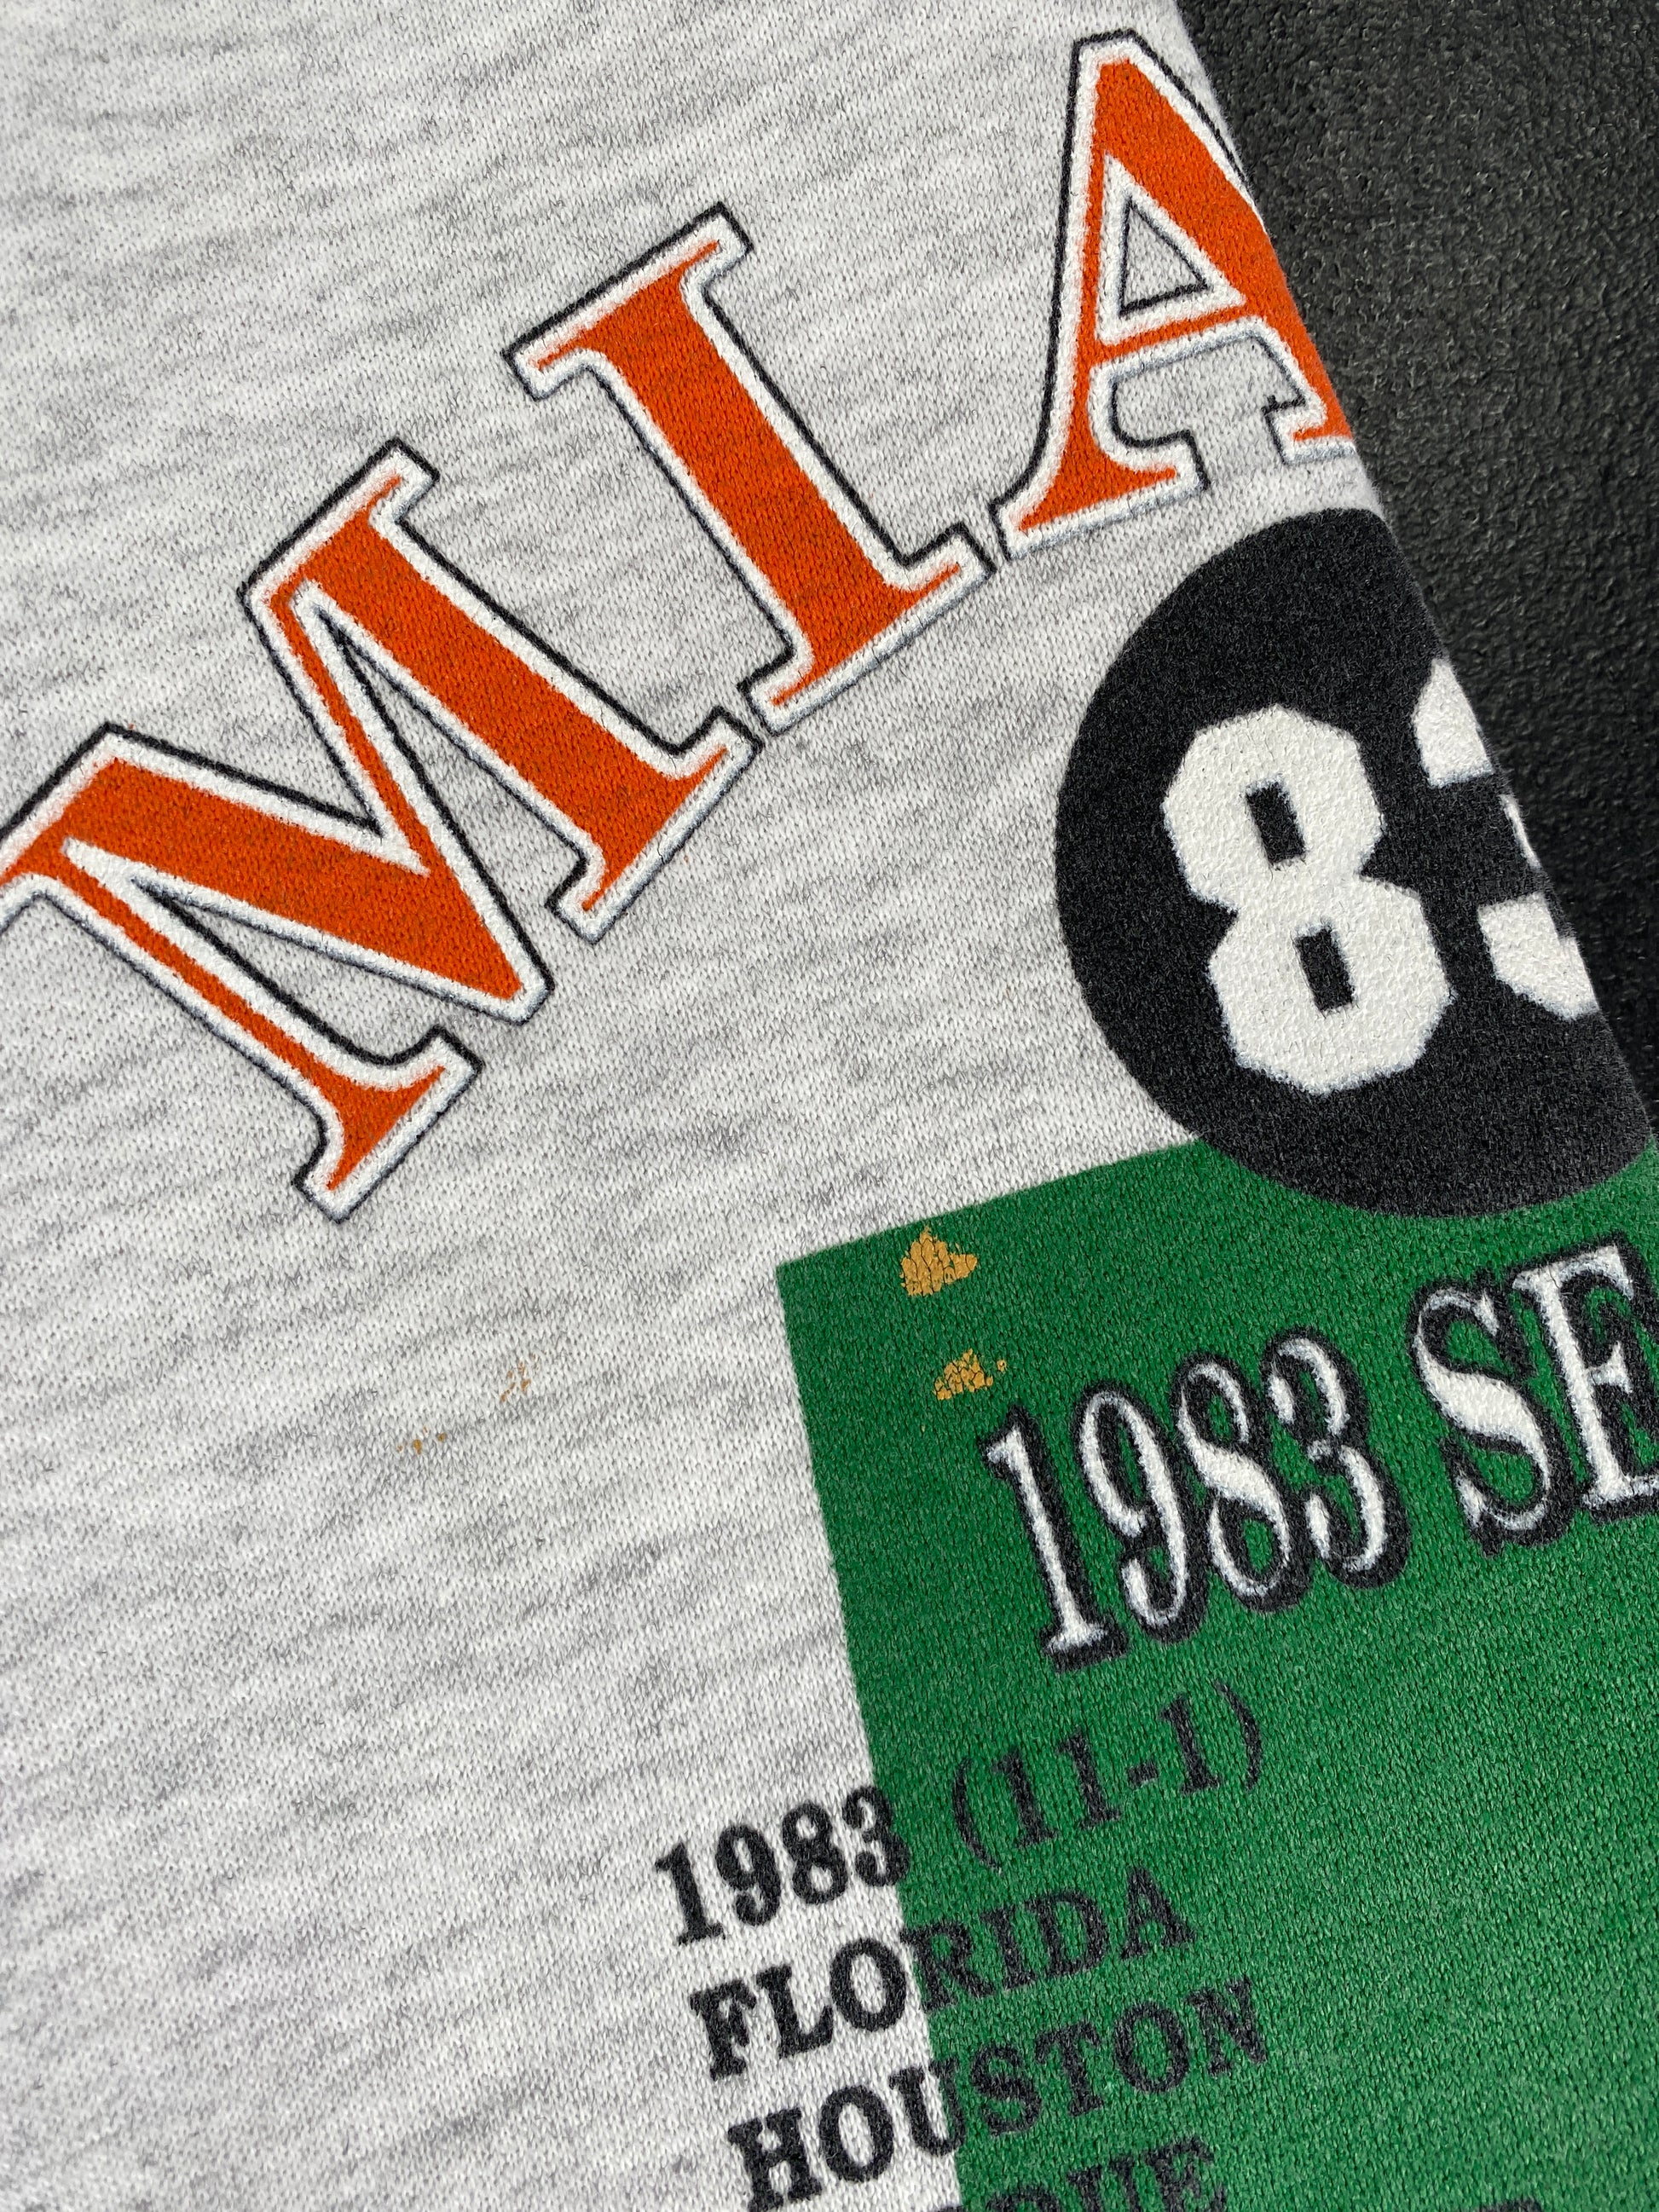 MIA
83
1983 SE
1983 (11-1)
FLORIDA
HOUSTON